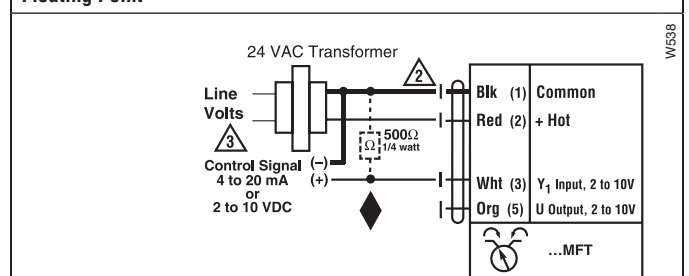 W538
24 VAC Transformer
Line
Volts
2
3
500Ω
Ω
1/4 watt
Control Signal (–)
4 to 20 mA (+)
or
2 to 10 VDC
Blk (1) Common
Red (2) + Hot
Wht (3) Y1 Input, 2 to 10V
Org (5) U Output, 2 to 10V
...MFT